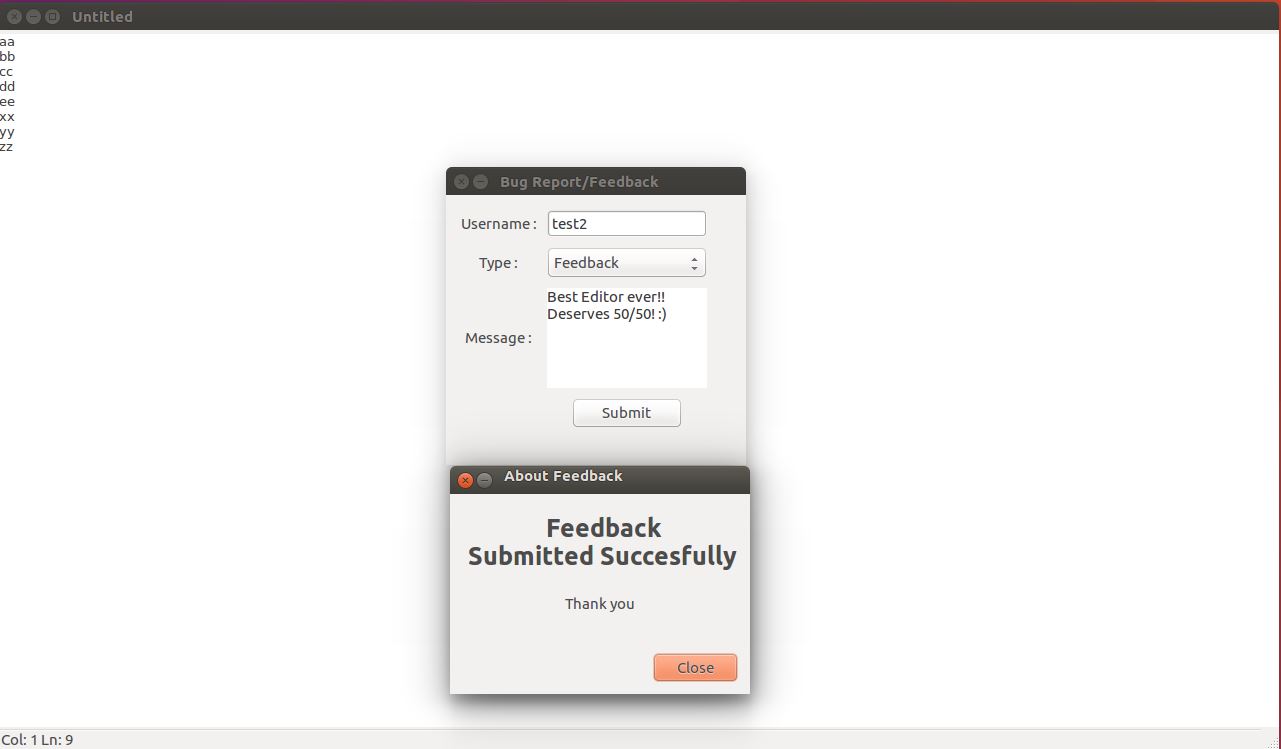 Untitled
aa
bb
cc
dd
ee
xx
yy
zz
Bug Report/Feedback
Username :
test2
Type :
Feedback
Message :
Best Editor ever!!
Deserves 50/50! :)
Submit
About Feedback
Feedback
Submitted Succesfully
Thank you
Close
Col: 1 Ln: 9